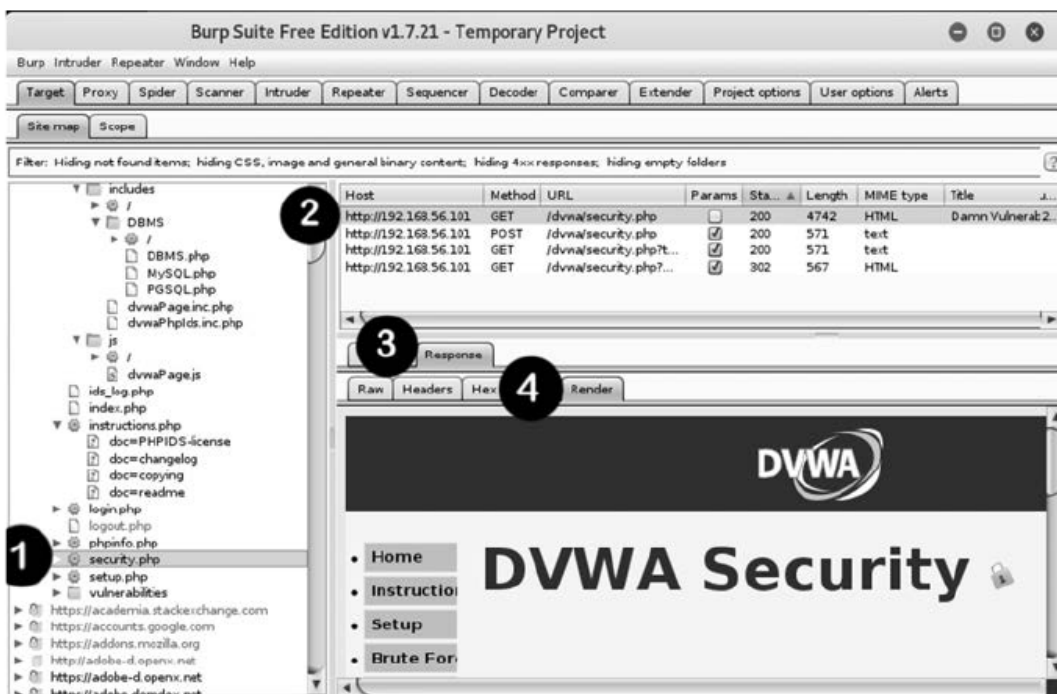 Burp Suite Free Edition v1.7.21 - Temporary Project
Burp Intruder Repeater Window Help
Target Proxy Spider Scanner Intruder Repeater Sequencer Decoder Comparer Extender Project options User options Alerts
Site map Scope
Filter: Hiding not found items; hiding CSS, image and general binary content; hiding 4xx responses; hiding empty folders
?
includes
/
DBMS
/
DBMS.php
MySQL.php
PGSQL.php
dvwaPage.inc.php
dvwaPhpIds.inc.php
js
/
dvwaPage.js
ids_log.php
index.php
instructions.php
doc=PHPIDS-license
doc=changelog
doc=copying
doc=readme
login.php
logout.php
phpinfo.php
1
security.php
setup.php
vulnerabilities
https://academia.stackexchange.com
https://accounts.google.com
https://addons.mozilla.org
http://adobe-d.openx.net
https://adobe-d.openx.net
https://adobe.demdex.net
2
Host Method URL Params Sta... Length MIME type Title
http://192.168.56.101 GET /dvwa/security.php 200 4742 HTML Damn Vulnerab 2...
http://192.168.56.101 POST /dvwa/security.php 200 571 text
http://192.168.56.101 GET /dvwa/security.php?t... 200 571 text
http://192.168.56.101 GET /dvwa/security.php?... 302 567 HTML
3
Response
Raw Headers Hex 4 Render
DVWA
Home
Instruction
Setup
Brute For
DVWA Security